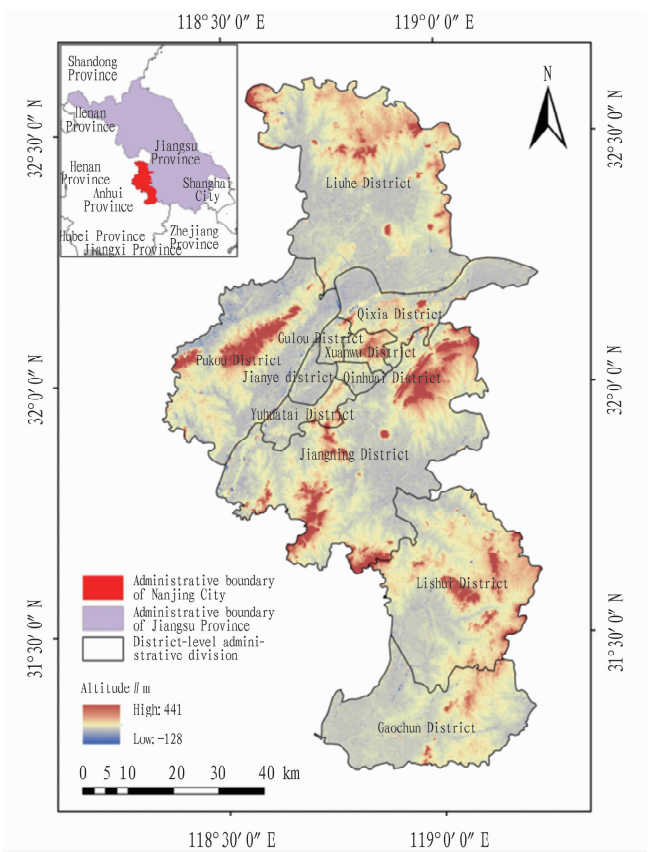 118°30′0″E 119°0′0″E
Shandong
Province
Henan
Province
Jiangsu
Province
Henan
Province
Anhui
Province
Shanghai
City
Hubei Province
Zhejiang
Province
Jiangxi Province
N
32°30′0″N
32°30′0″N
Liuhe District
Qixia District
Gulou District
Xuanwu District
Pukou District
Jianye district
Qinhuai District
32°0′0″N
32°0′0″N
Yuhuatai District
Jiangning District
Lishui District
Administrative boundary
of Nanjing City
Administrative boundary
of Jiangsu Province
District-level admini-
strative division
31°30′0″N
31°30′0″N
Altitude∥m
High: 441
Low: -128
Gaochun District
0 5 10 20 30 40 km
118°30′0″E 119°0′0″E